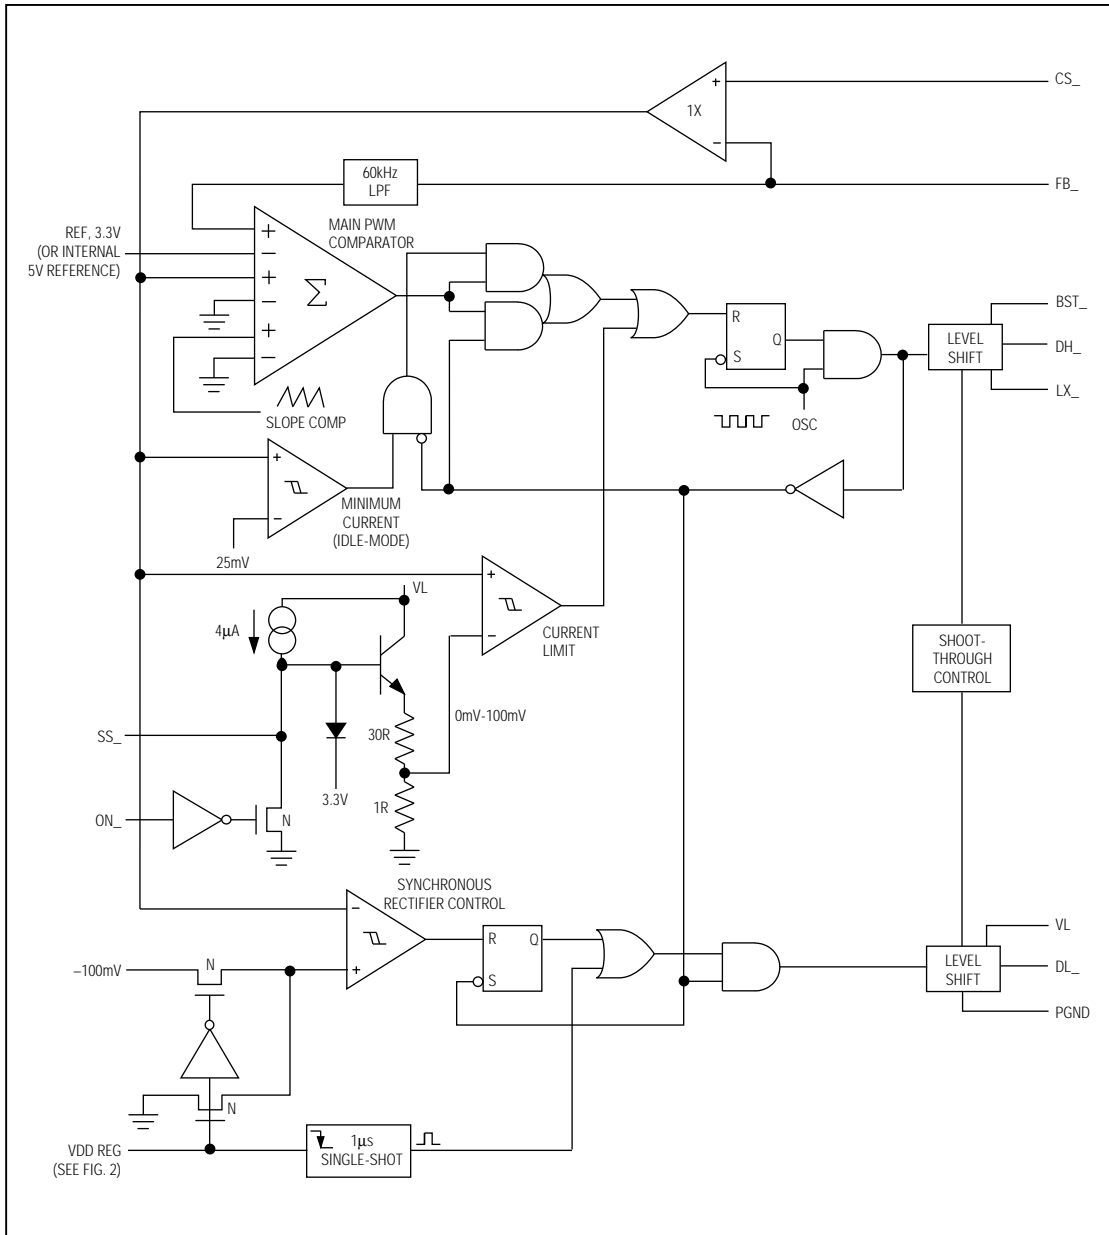 CS_
+
1X
−
60kHz
LPF
FB_
REF, 3.3V
(OR INTERNAL
5V REFERENCE)
MAIN PWM
COMPARATOR
+
−
+
−
+
−
Σ
R
Q
S
BST_
LEVEL
SHIFT
DH_
LX_
SLOPE COMP
OSC
+
−
MINIMUM
CURRENT
(IDLE-MODE)
25mV
VL
+
−
CURRENT
LIMIT
4µA
SHOOT-
THROUGH
CONTROL
0mV-100mV
SS_
30R
3.3V
1R
ON_
N
SYNCHRONOUS
RECTIFIER CONTROL
−
+
R
Q
S
VL
LEVEL
SHIFT
DL_
PGND
–100mV
N
N
VDD REG
(SEE FIG. 2)
1µs
SINGLE-SHOT